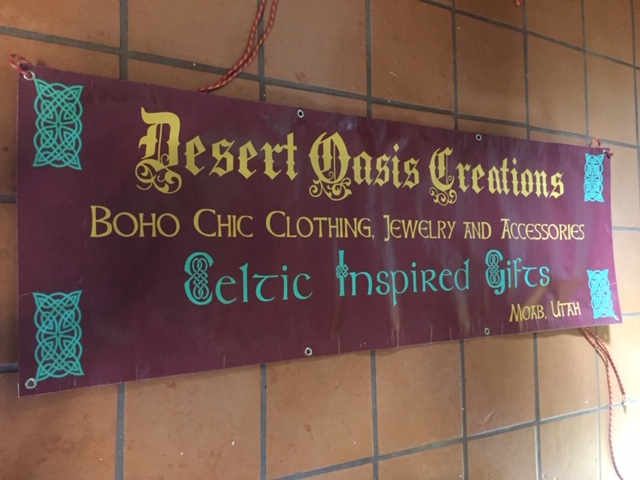 Desert Oasis Creations
Boho Chic Clothing, Jewelry and Accessories
Celtic Inspired Gifts
Moab, Utah